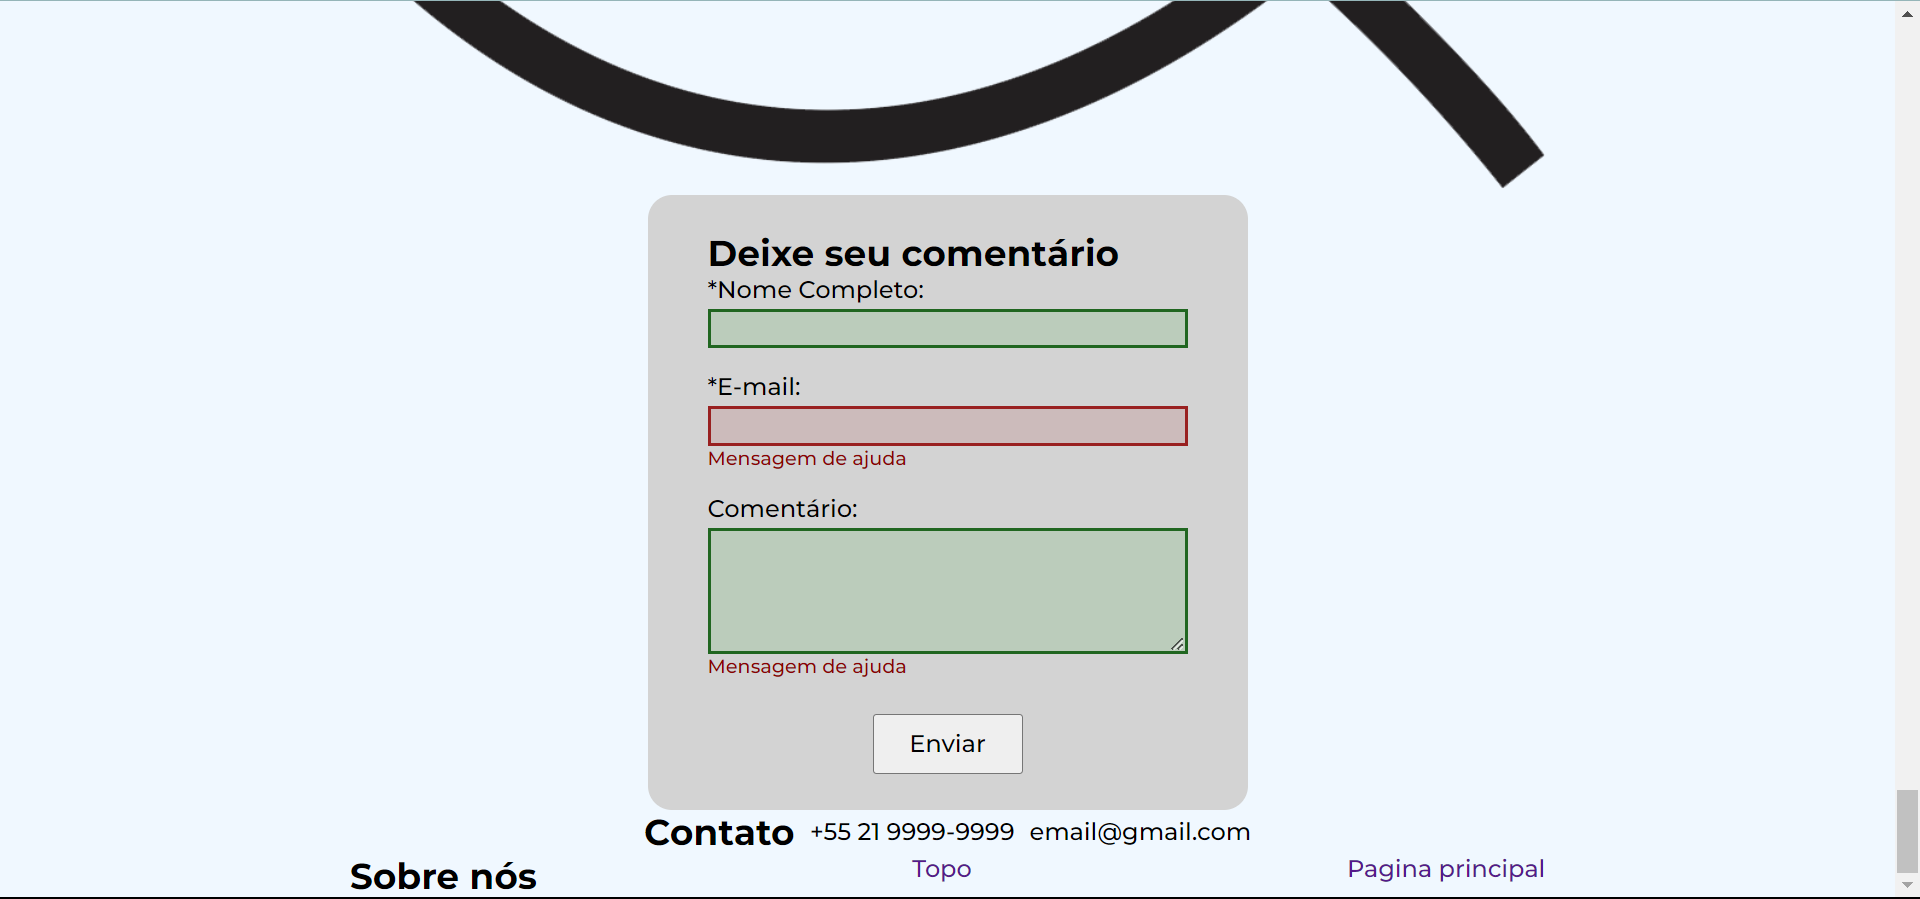 Deixe seu comentário
*Nome Completo:
*E-mail:
Mensagem de ajuda
Comentário:
Mensagem de ajuda
Enviar
Contato +55 21 9999-9999 email@gmail.com
Sobre nós Topo Pagina principal